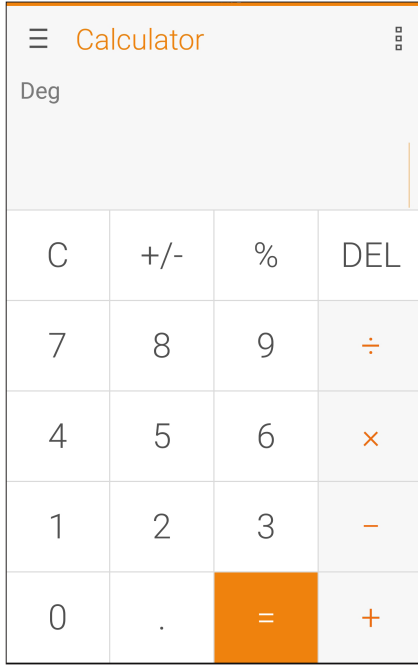 Calculator
Deg
C +/- % DEL
7 8 9 ÷
4 5 6 ×
1 2 3 −
0 . = +